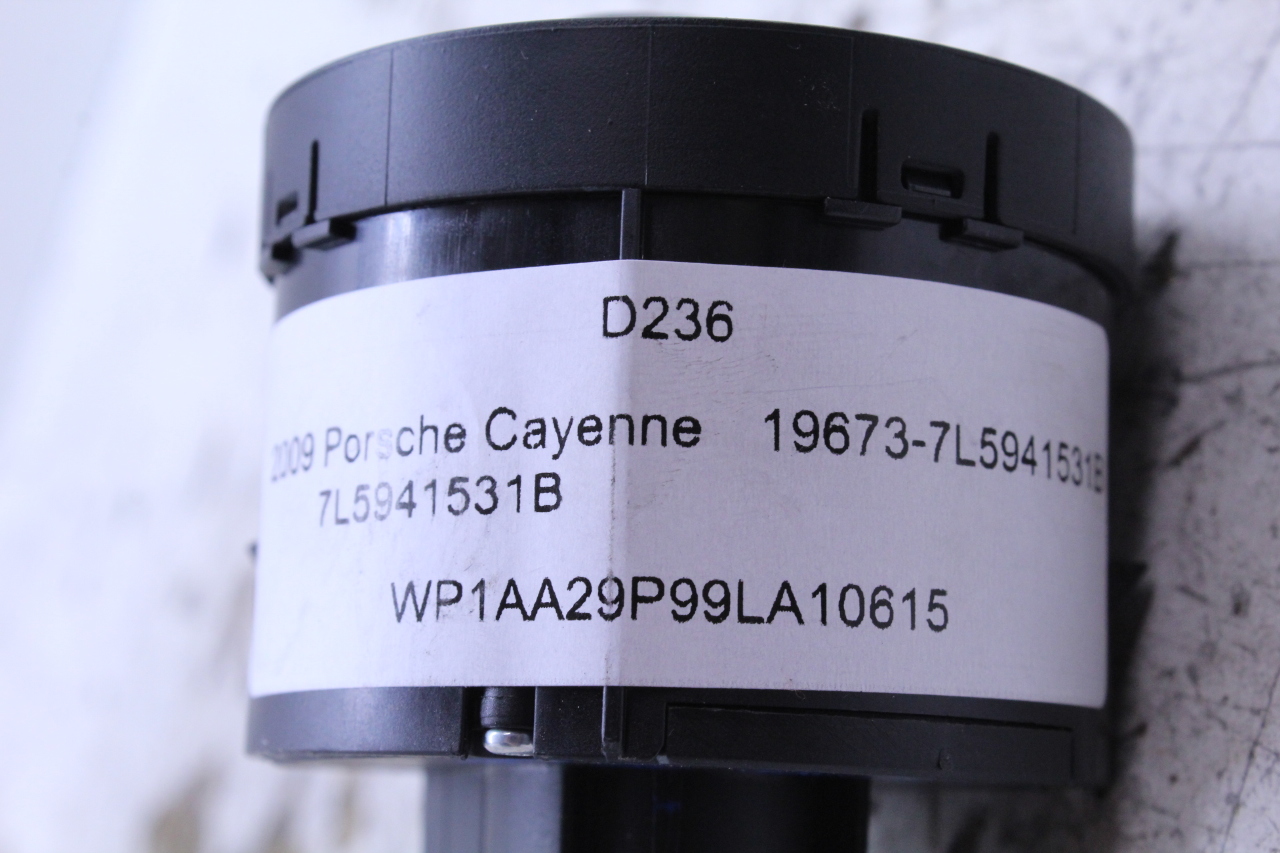 D236
2009 Porsche Cayenne 19673-7L5941531B
7L5941531B
WP1AA29P99LA10615